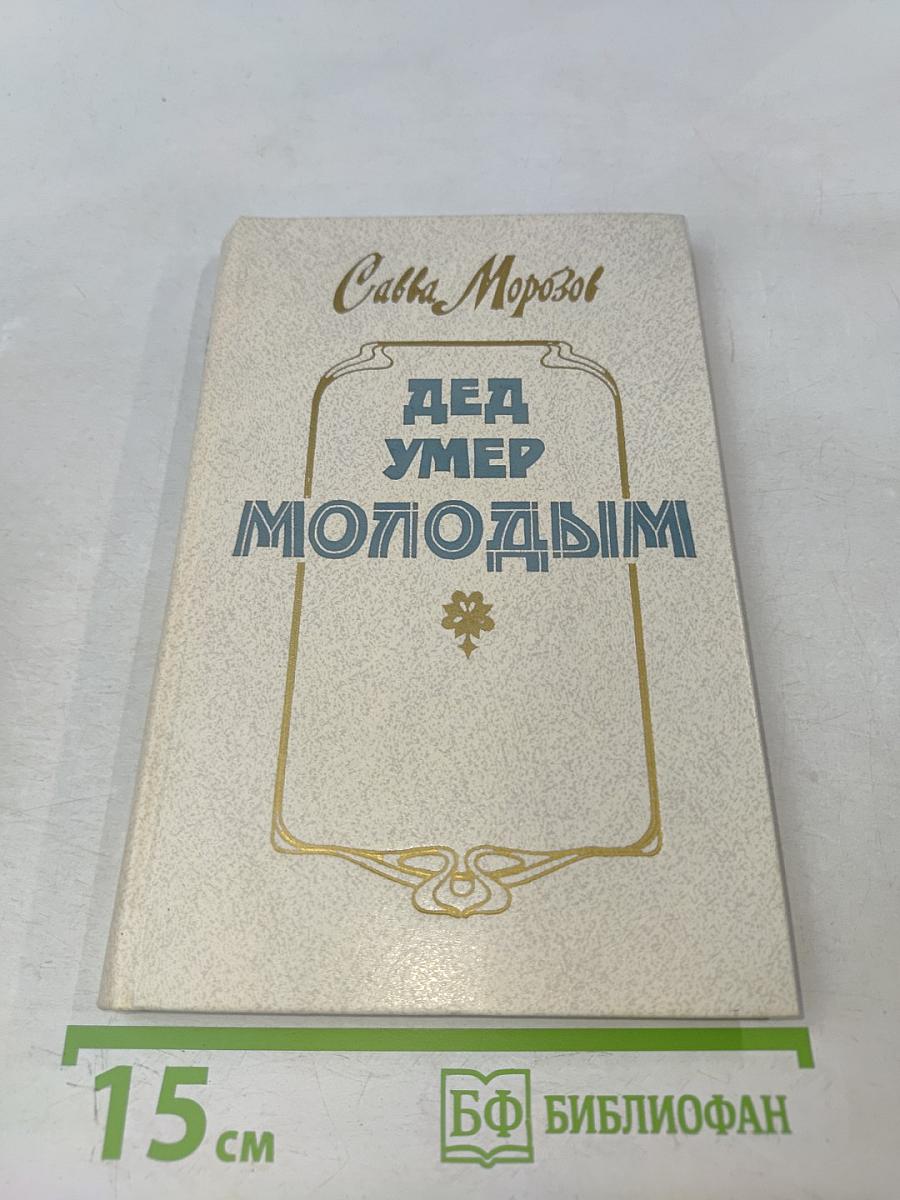 Савва Морозов
ДЕД
УМЕР
МОЛОДЫМ
15 см
БФ БИБЛИОФАН